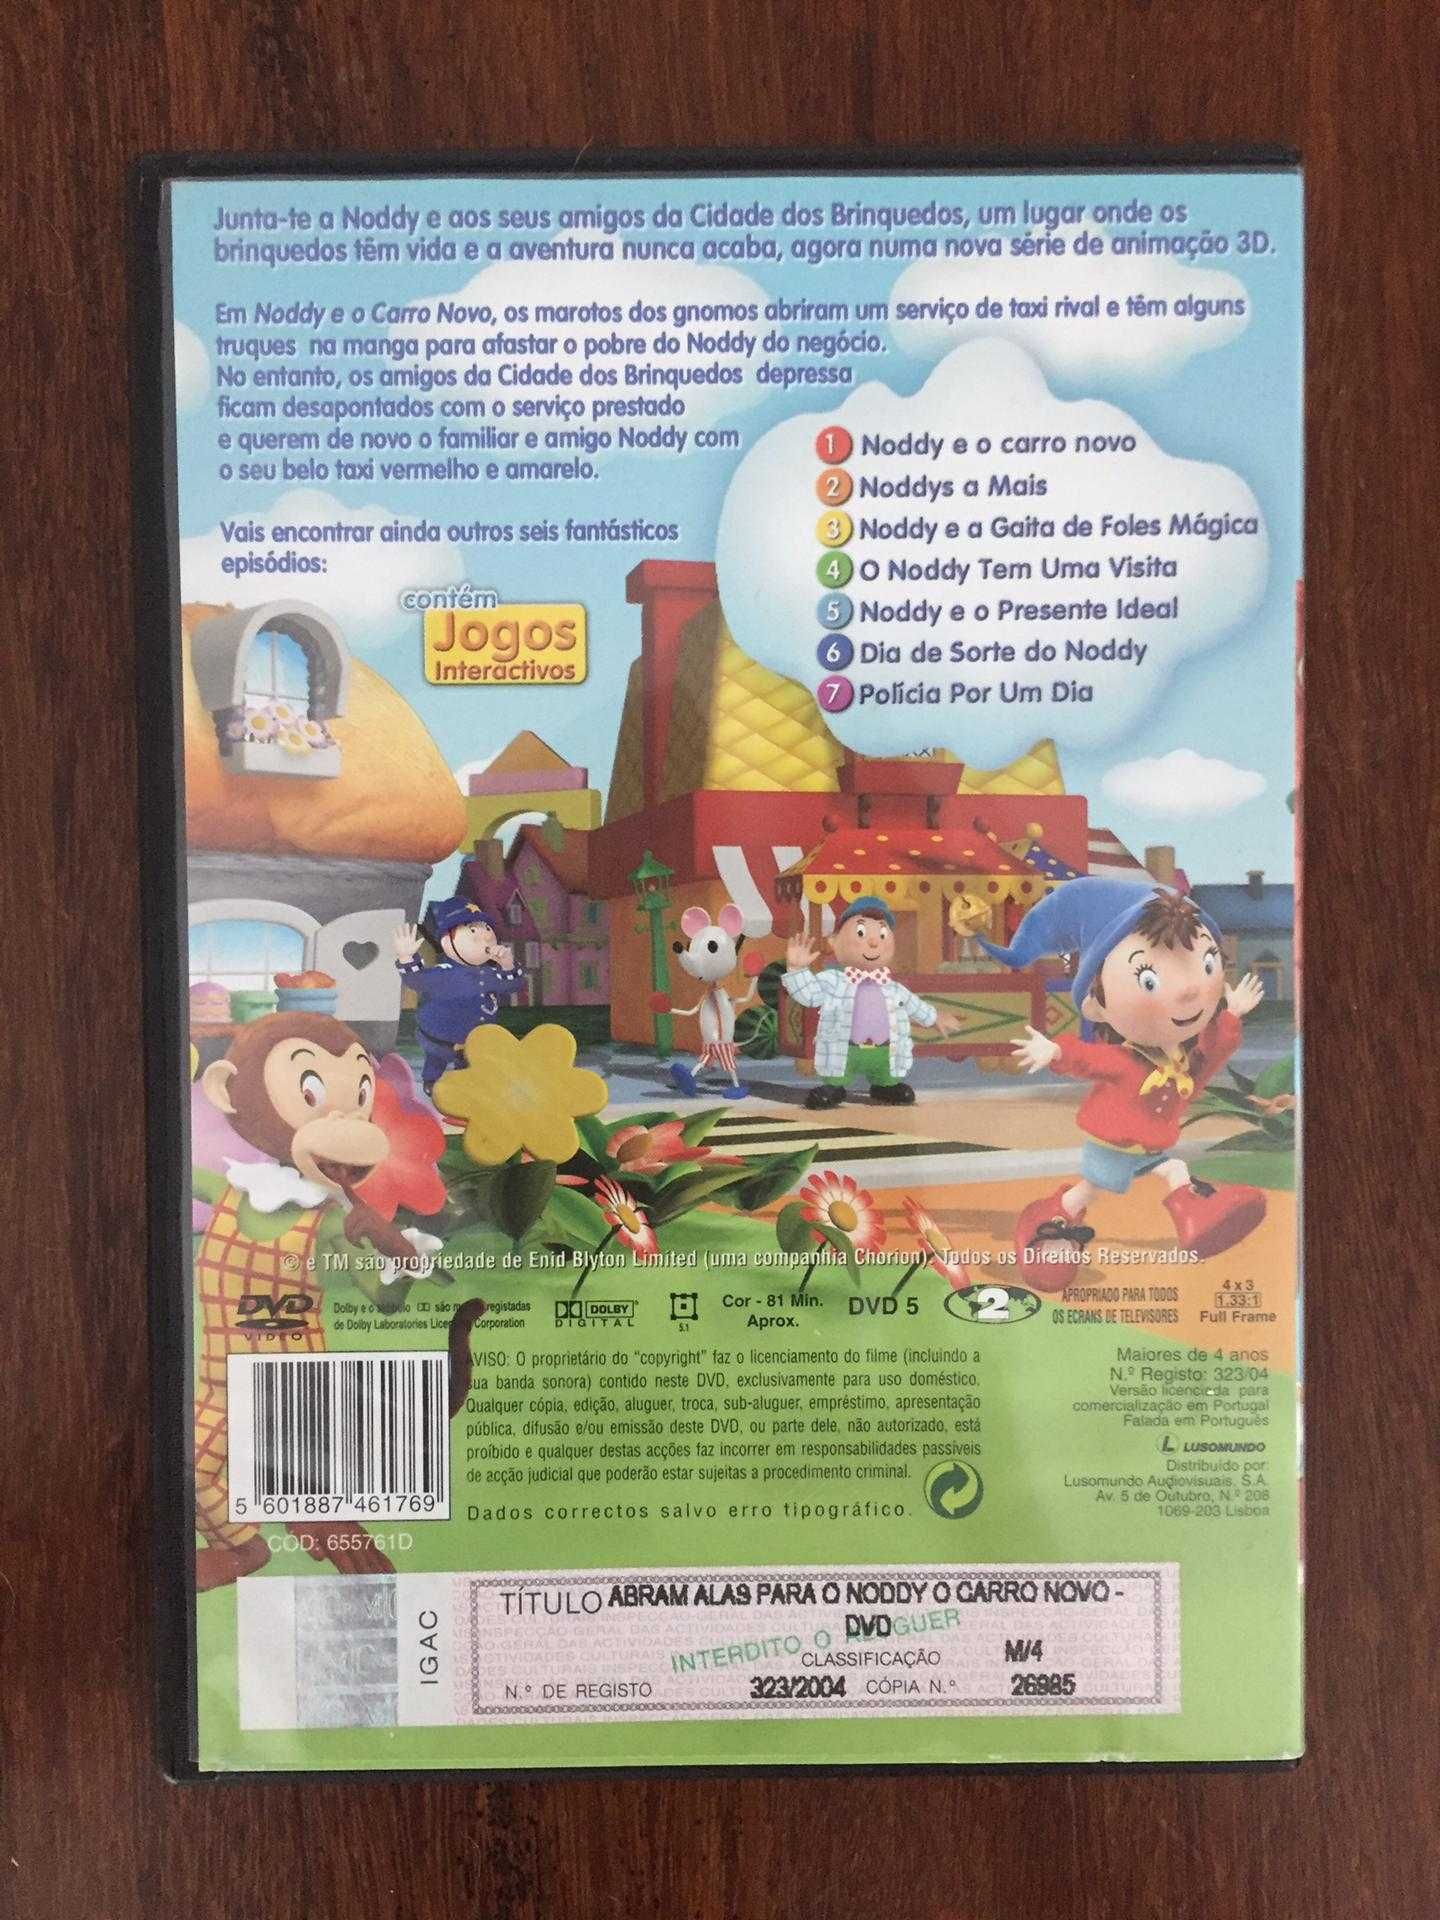 Junta-te a Noddy e aos seus amigos da Cidade dos Brinquedos, um lugar onde os
brinquedos têm vida e a aventura nunca acaba, agora numa nova série de animação 3D.
Em Noddy e o Carro Novo, os marotos dos gnomos abriram um serviço de taxi rival e têm alguns
truques na manga para afastar o pobre do Noddy do negócio.
No entanto, os amigos da Cidade dos Brinquedos depressa
ficam desapontados com o serviço prestado
e querem de novo o familiar e amigo Noddy com
o seu belo taxi vermelho e amarelo.
Vais encontrar ainda outros seis fantásticos
episódios:
contém
Jogos
Interactivos
1 Noddy e o carro novo
2 Noddys a Mais
3 Noddy e a Gaita de Foles Mágica
4 O Noddy Tem Uma Visita
5 Noddy e o Presente Ideal
6 Dia de Sorte do Noddy
7 Polícia Por Um Dia
© e TM são propriedade de Enid Blyton Limited (uma companhia Chorion). Todos os Direitos Reservados.
DVD
VIDEO
Dolby e o são registadas
de Dolby Laboratories Corporation
DOLBY
DIGITAL
5.1
Cor - 81 Min.
Aprox.
DVD 5
2
APROPRIADO PARA TODOS
OS ECRANS DE TELEVISORES
4 x 3
1.33:1
Full Frame
AVISO: O proprietário do “copyright” faz o licenciamento do filme (incluindo a
sua banda sonora) contido neste DVD, exclusivamente para uso doméstico.
Qualquer cópia, edição, aluguer, troca, sub-aluguer, empréstimo, apresentação
pública, difusão e/ou emissão deste DVD, ou parte dele, não autorizado, está
proíbido e qualquer destas acções faz incorrer em responsabilidades passíveis
de acção judicial que poderão estar sujeitas a procedimento criminal.
Dados correctos salvo erro tipográfico.
Maiores de 4 anos
N.º Registo: 323/04
Versão licenciada para
comercialização em Portugal
Falada em Português
L LUSOMUNDO
Distribuído por:
Lusomundo Audiovisuais, S.A.
Av. 5 de Outubro, N.º 208
1069-203 Lisboa
5 601887 461769
COD: 655761D
IGAC
TÍTULO ABRAM ALAS PARA O NODDY O CARRO NOVO -
DVD
INTERDITO O ALUGUER
CLASSIFICAÇÃO M/4
N.º DE REGISTO 323/2004 CÓPIA N.º 26985